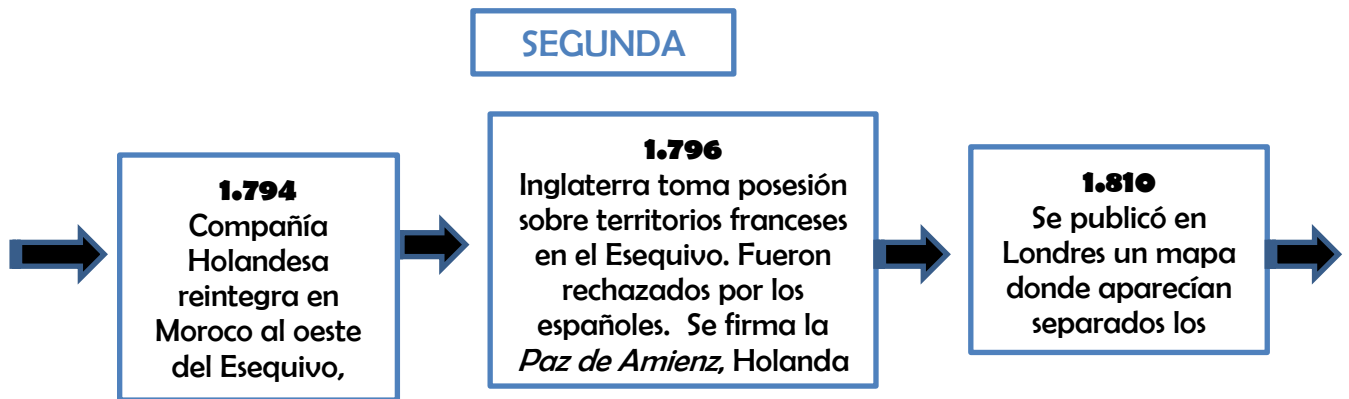 SEGUNDA
1.794
Compañía
Holandesa
reintegra en
Moroco al oeste
del Esequivo,
1.796
Inglaterra toma posesión
sobre territorios franceses
en el Esequivo. Fueron
rechazados por los
españoles. Se firma la
Paz de Amienz, Holanda
1.810
Se publicó en
Londres un mapa
donde aparecían
separados los